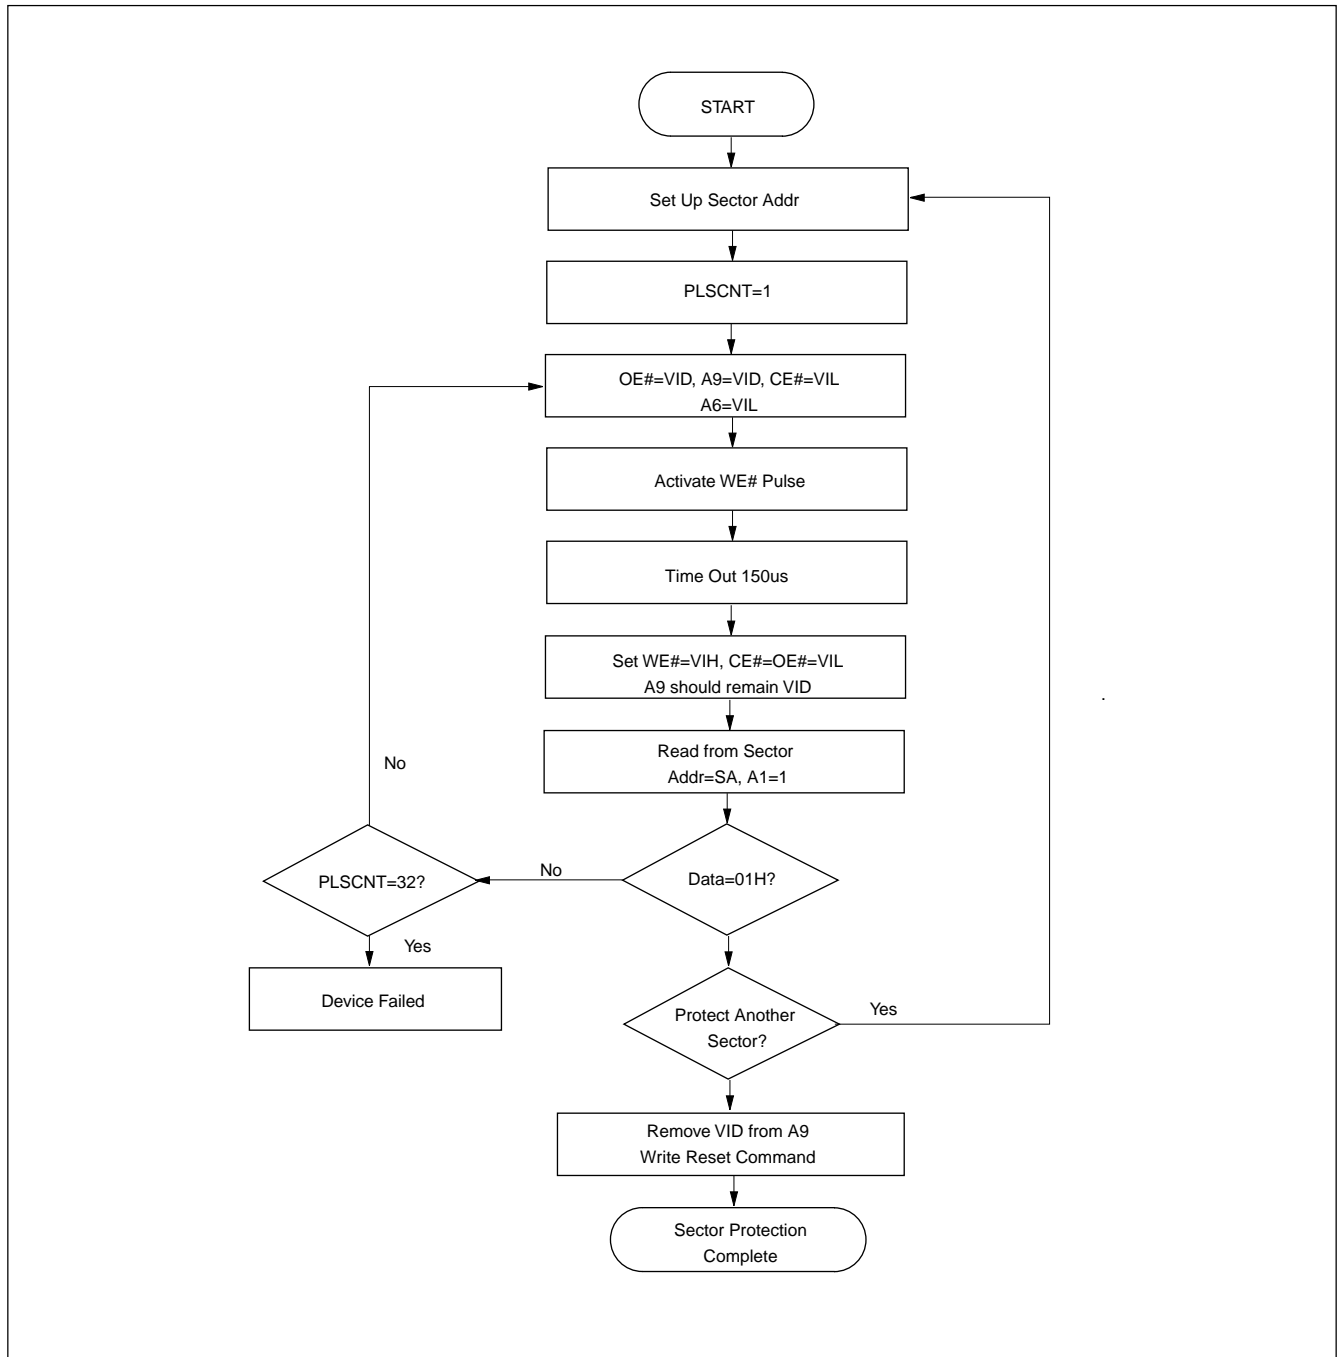 START
Set Up Sector Addr
PLSCNT=1
OE#=VID, A9=VID, CE#=VIL
A6=VIL
Activate WE# Pulse
Time Out 150us
Set WE#=VIH, CE#=OE#=VIL
A9 should remain VID
.
Read from Sector
Addr=SA, A1=1
No
PLSCNT=32?
No
Data=01H?
Yes
Device Failed
Protect Another
Sector?
Yes
Remove VID from A9
Write Reset Command
Sector Protection
Complete